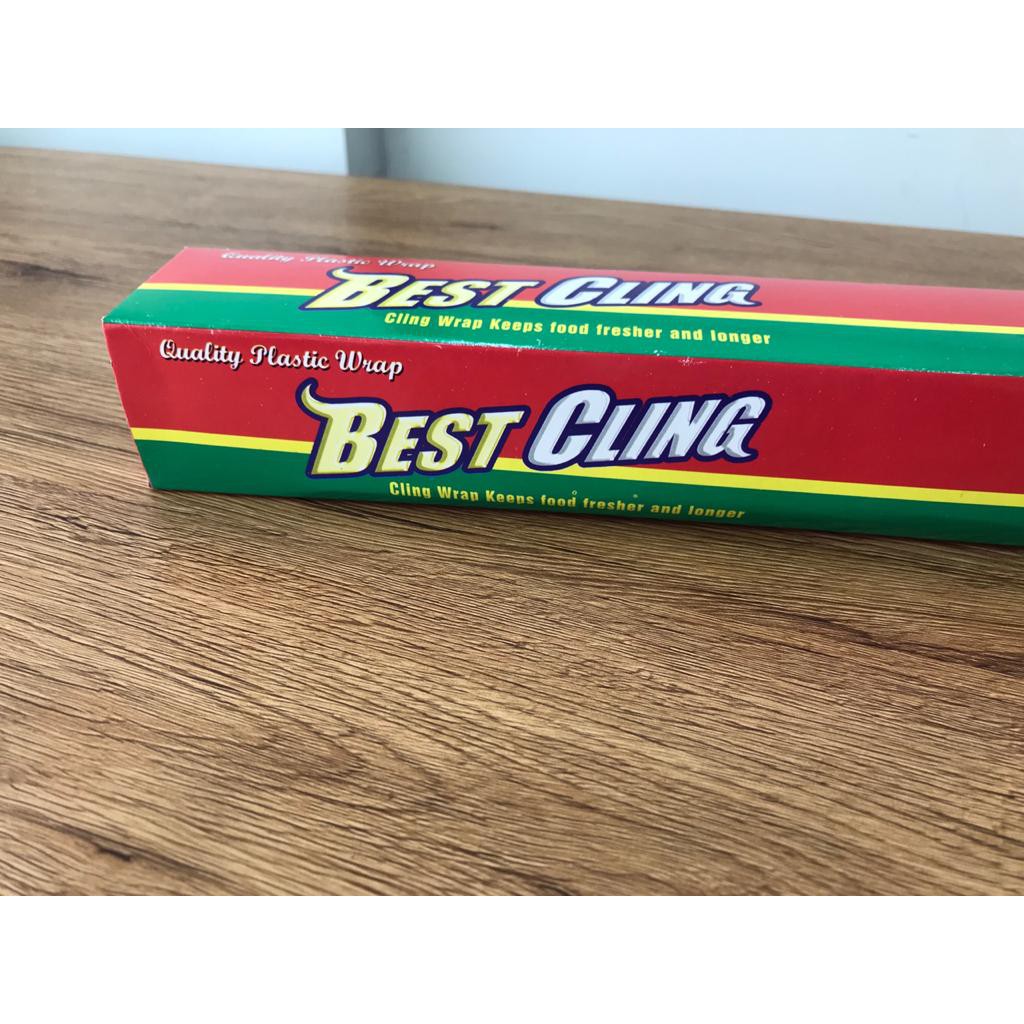 Quality Plastic Wrap
BEST CLING
Cling Wrap Keeps food fresher and longer
Quality Plastic Wrap
BEST CLING
Cling Wrap Keeps food fresher and longer